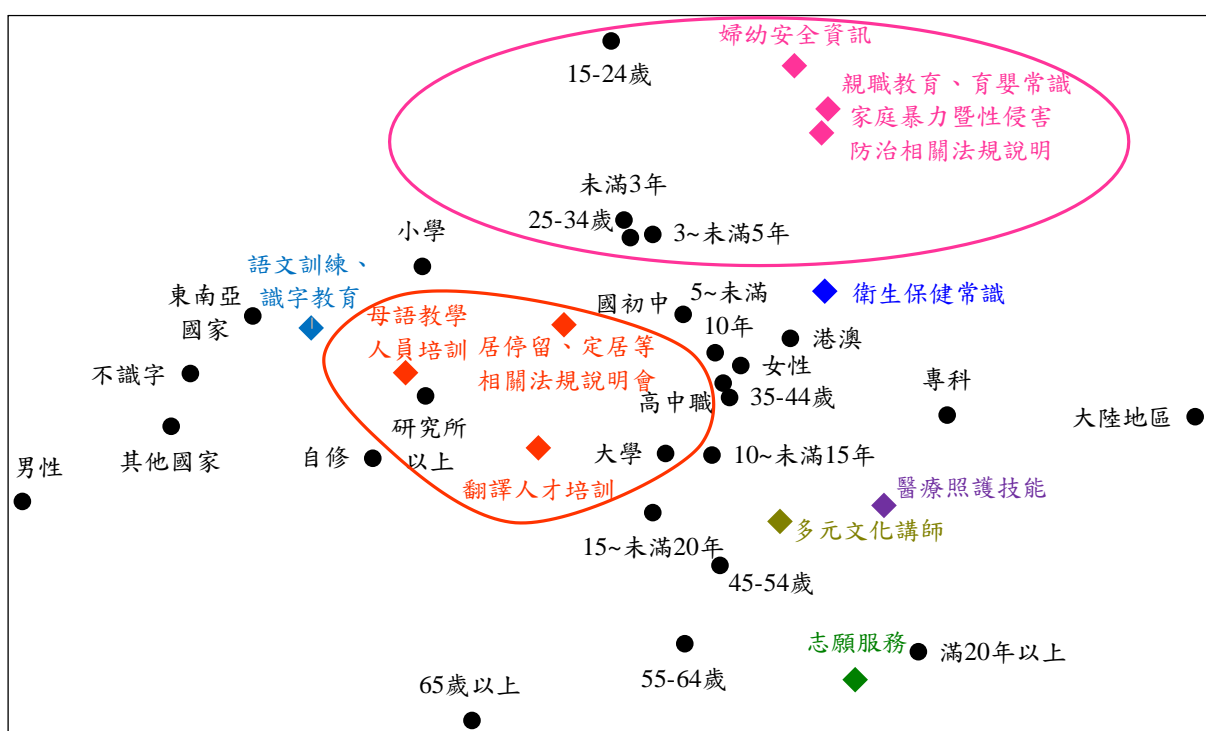 婦幼安全資訊
15-24歲
親職教育、育嬰常識
家庭暴力暨性侵害
防治相關法規說明
未滿3年
25-34歲
3~未滿5年
小學
語文訓練、
識字教育
東南亞
國家
衛生保健常識
國初中
5~未滿
10年
母語教學
人員培訓
居停留、定居等
相關法規說明會
港澳
女性
不識字
高中職
35-44歲
專科
大陸地區
研究所
以上
其他國家
自修
大學
10~未滿15年
男性
翻譯人才培訓
醫療照護技能
多元文化講師
15~未滿20年
45-54歲
志願服務
滿20年以上
55-64歲
65歲以上